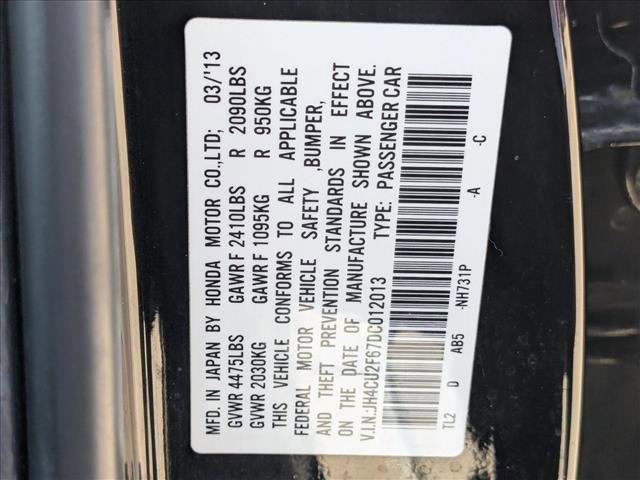 MFD. IN JAPAN BY HONDA MOTOR CO.,LTD; 03/'13
GVWR 4475LBS GAWR F 2410LBS R 2090LBS
GVWR 2030KG GAWR F 1095KG R 950KG
THIS VEHICLE CONFORMS TO ALL APPLICABLE
FEDERAL MOTOR VEHICLE SAFETY ,BUMPER,
AND THEFT PREVENTION STANDARDS IN EFFECT
ON THE DATE OF MANUFACTURE SHOWN ABOVE.
V.I.N.:JH4CU2F67DC012013 TYPE: PASSENGER CAR
TL2 D AB5 -NH731P -A -C